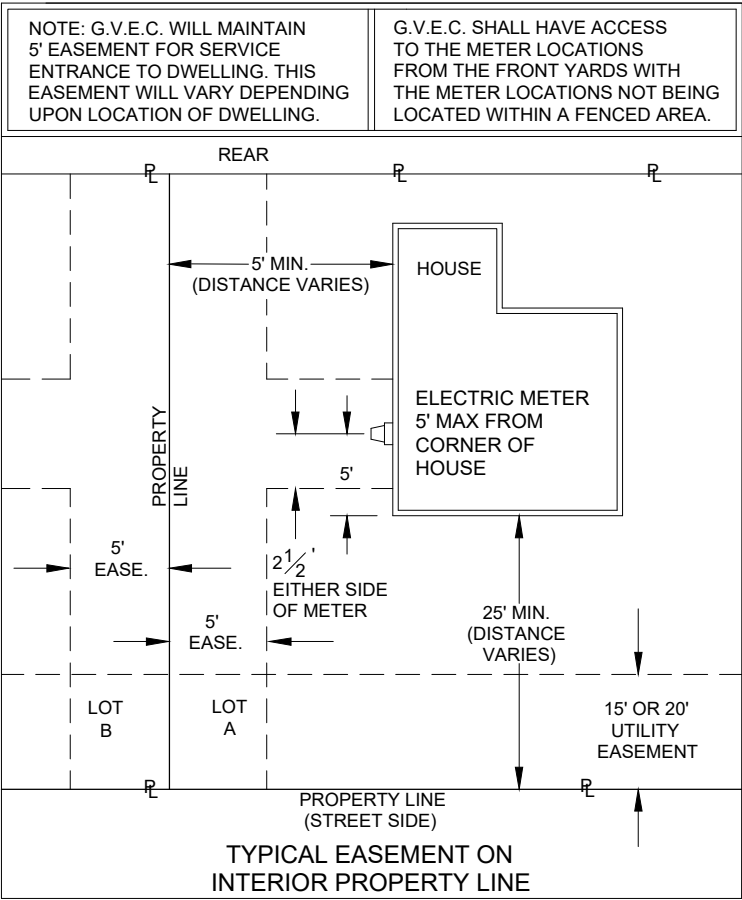 NOTE: G.V.E.C. WILL MAINTAIN
5' EASEMENT FOR SERVICE
ENTRANCE TO DWELLING. THIS
EASEMENT WILL VARY DEPENDING
UPON LOCATION OF DWELLING.
G.V.E.C. SHALL HAVE ACCESS
TO THE METER LOCATIONS
FROM THE FRONT YARDS WITH
THE METER LOCATIONS NOT BEING
LOCATED WITHIN A FENCED AREA.
REAR
PL
PL
PL
5' MIN.
(DISTANCE VARIES)
HOUSE
ELECTRIC METER
5' MAX FROM
CORNER OF
HOUSE
PROPERTY
LINE
5'
5'
EASE.
2 1/2'
EITHER SIDE
OF METER
5'
EASE.
25' MIN.
(DISTANCE
VARIES)
LOT
B
LOT
A
15' OR 20'
UTILITY
EASEMENT
PL
PL
PROPERTY LINE
(STREET SIDE)
TYPICAL EASEMENT ON
INTERIOR PROPERTY LINE